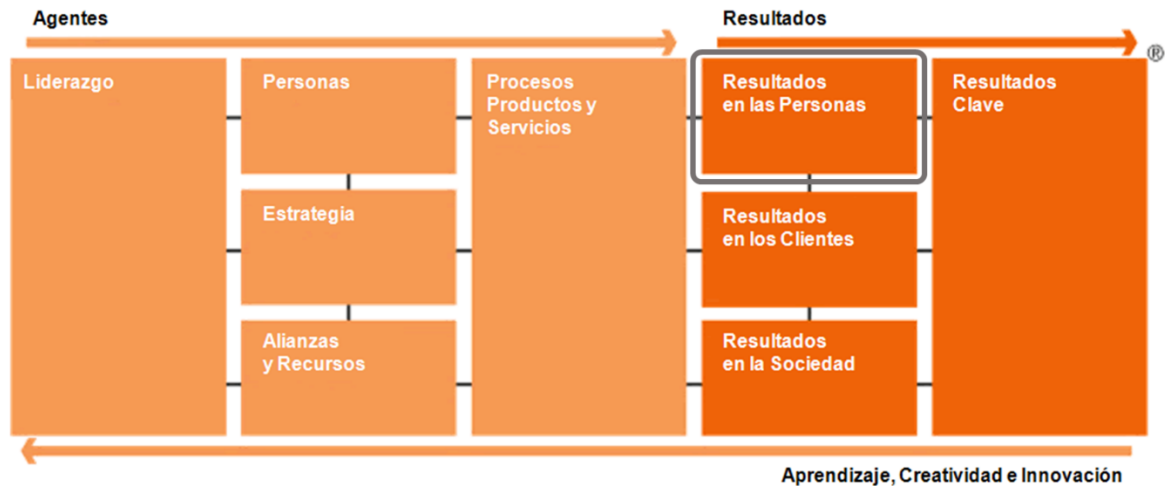 Agentes
Resultados
®
Liderazgo
Personas
Procesos
Productos y
Servicios
Resultados
en las Personas
Resultados
Clave
Estrategia
Resultados
en los Clientes
Alianzas
y Recursos
Resultados
en la Sociedad
Aprendizaje, Creatividad e Innovación